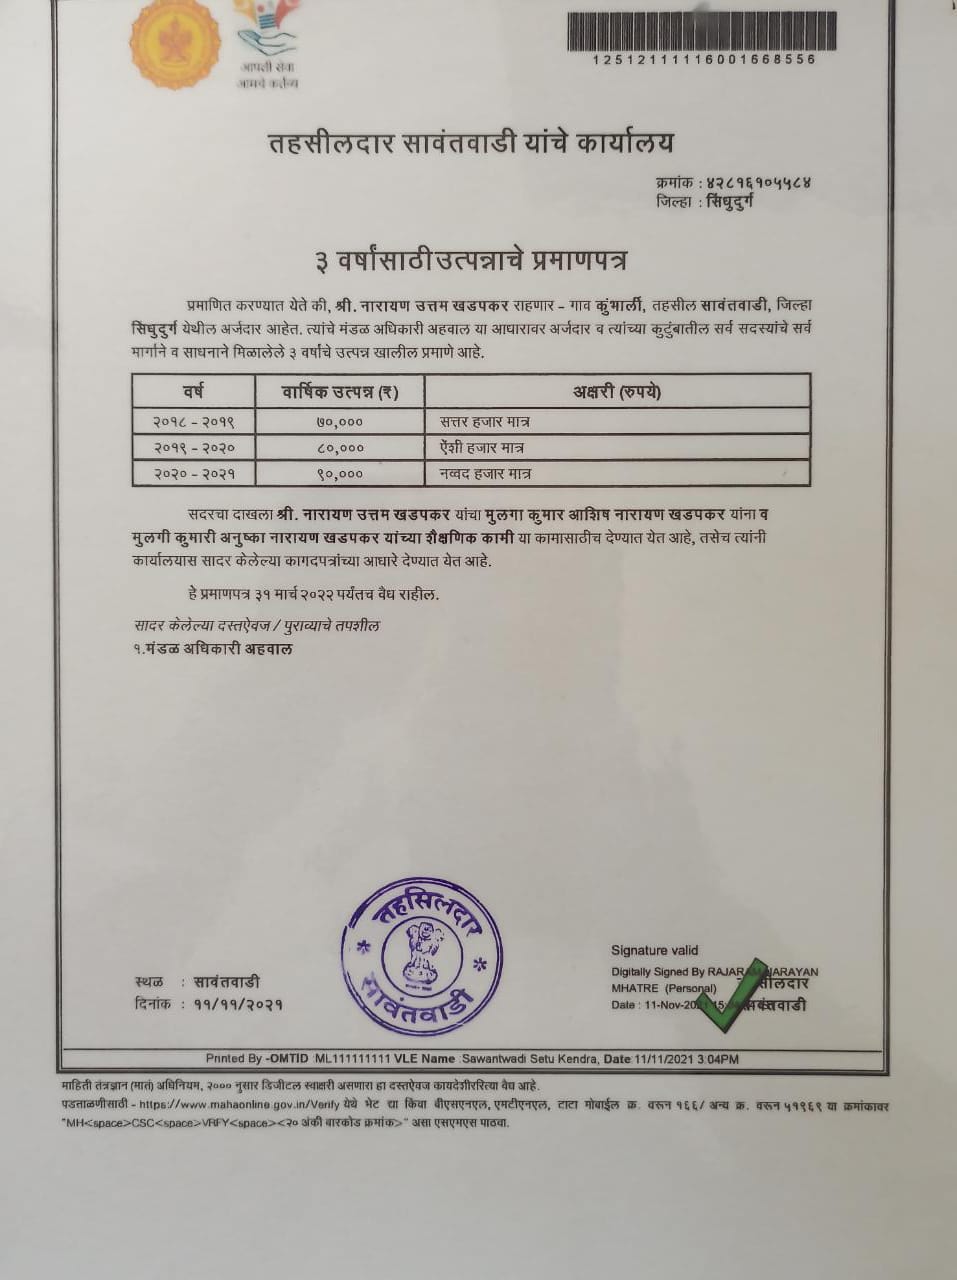 आपली सेवा
आमचे कर्तव्य
12512111116001668556
तहसीलदार सावंतवाडी यांचे कार्यालय
क्रमांक : ४२८१६१०५५८४
जिल्हा : सिंधुदुर्ग
३ वर्षांसाठी उत्पन्नाचे प्रमाणपत्र
प्रमाणित करण्यात येते की, श्री. नारायण उत्तम खडपकर राहणार - गाव कुंभार्ली, तहसील सावंतवाडी, जिल्हा
सिंधुदुर्ग येथील अर्जदार आहेत. त्यांचे मंडळ अधिकारी अहवाल या आधारावर अर्जदार व त्यांच्या कुटुंबातील सर्व सदस्यांचे सर्व
मार्गाने व साधनाने मिळालेले ३ वर्षांचे उत्पन्न खालील प्रमाणे आहे.
वर्ष वार्षिक उत्पन्न (₹) अक्षरी (रुपये)
२०१८ - २०१९ ७०,००० सत्तर हजार मात्र
२०१९ - २०२० ८०,००० ऐंशी हजार मात्र
२०२० - २०२१ ९०,००० नव्वद हजार मात्र
सदरचा दाखला श्री. नारायण उत्तम खडपकर यांचा मुलगा कुमार आशिष नारायण खडपकर यांना व
मुलगी कुमारी अनुष्का नारायण खडपकर यांच्या शैक्षणिक कामी या कामासाठीच देण्यात येत आहे, तसेच त्यांनी
कार्यालयास सादर केलेल्या कागदपत्रांच्या आधारे देण्यात येत आहे.
हे प्रमाणपत्र ३१ मार्च २०२२ पर्यंतच वैध राहील.
सादर केलेल्या दस्तऐवज / पुराव्याचे तपशील
१.मंडळ अधिकारी अहवाल
तहसिलदार
सावंतवाडी
स्थळ : सावंतवाडी
दिनांक : ११/११/२०२१
Signature valid
Digitally Signed By RAJARAM NARAYAN
MHATRE (Personal)
Date : 11-Nov-2021
Printed By -OMTID :ML111111111 VLE Name :Sawantwadi Setu Kendra, Date:11/11/2021 3:04PM
माहिती तंत्रज्ञान (मातं) अधिनियम, २००० नुसार डिजीटल स्वाक्षरी असणारा हा दस्तऐवज कायदेशीररित्या वैध आहे.
पडताळणीसाठी - https://www.mahaonline.gov.in/Verify येथे भेट द्या किंवा बीएसएनएल, एमटीएनएल, टाटा मोबाईल क्र. वरून १६६/ अन्य क्र. वरून ५१९६९ या क्रमांकावर
"MH<space>CSC<space>VRFY<space><२० अंकी बारकोड क्रमांक>" असा एसएमएस पाठवा.